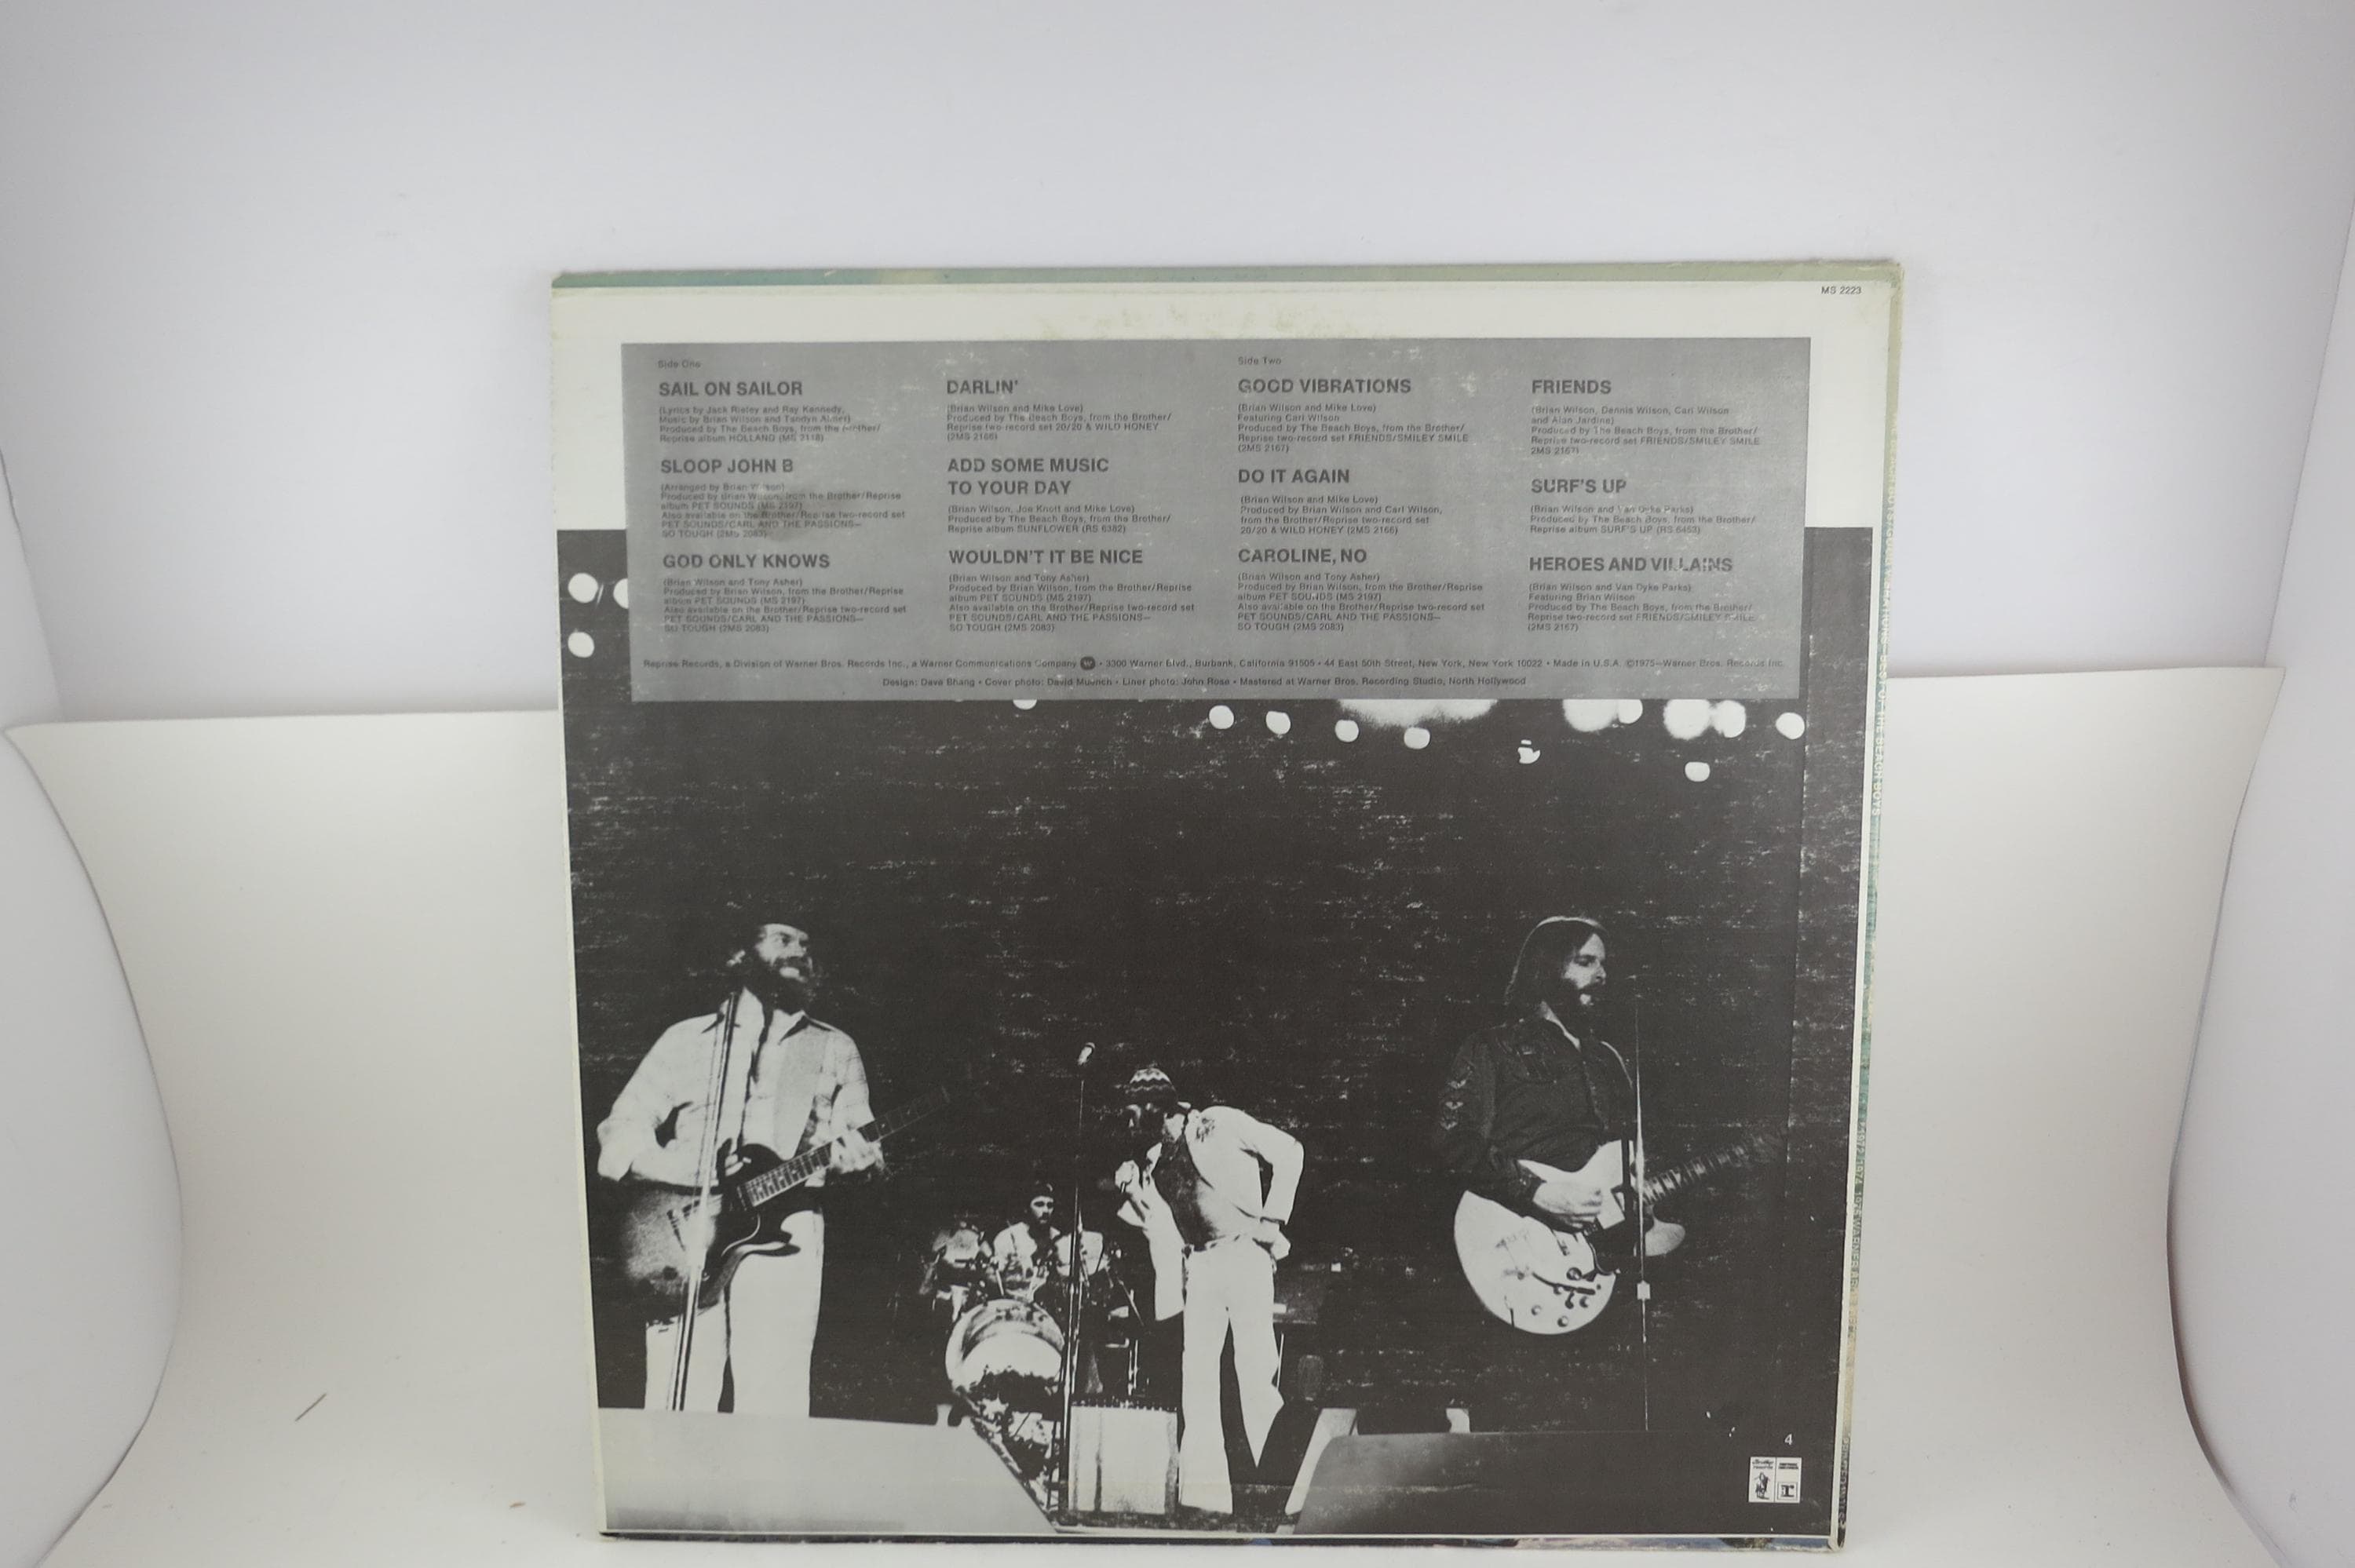 MS 2223
Side One
SAIL ON SAILOR
(Lyrics by Jack Rieley and Ray Kennedy,
Music by Brian Wilson and Tandyn Almer)
Produced by The Beach Boys, from the Brother/
Reprise album HOLLAND (MS 2118)
SLOOP JOHN B
(Arranged by Brian Wilson)
Produced by Brian Wilson, from the Brother/Reprise
album PET SOUNDS (MS 2197)
Also available on the Brother/Reprise two-record set
PET SOUNDS/CARL AND THE PASSIONS—
SO TOUGH (2MS 2083)
GOD ONLY KNOWS
(Brian Wilson and Tony Asher)
Produced by Brian Wilson, from the Brother/Reprise
album PET SOUNDS (MS 2197)
Also available on the Brother/Reprise two-record set
PET SOUNDS/CARL AND THE PASSIONS—
SO TOUGH (2MS 2083)
DARLIN'
(Brian Wilson and Mike Love)
Produced by The Beach Boys, from the Brother/
Reprise two-record set 20/20 & WILD HONEY
(2MS 2166)
ADD SOME MUSIC
TO YOUR DAY
(Brian Wilson, Joe Knott and Mike Love)
Produced by The Beach Boys, from the Brother/
Reprise album SUNFLOWER (RS 6382)
WOULDN'T IT BE NICE
(Brian Wilson and Tony Asher)
Produced by Brian Wilson, from the Brother/Reprise
album PET SOUNDS (MS 2197)
Also available on the Brother/Reprise two-record set
PET SOUNDS/CARL AND THE PASSIONS—
SO TOUGH (2MS 2083)
Side Two
GOOD VIBRATIONS
(Brian Wilson and Mike Love)
Featuring Carl Wilson
Produced by The Beach Boys, from the Brother/
Reprise two-record set FRIENDS/SMILEY SMILE
(2MS 2167)
DO IT AGAIN
(Brian Wilson and Mike Love)
Produced by Brian Wilson and Carl Wilson,
from the Brother/Reprise two-record set
20/20 & WILD HONEY (2MS 2166)
CAROLINE, NO
(Brian Wilson and Tony Asher)
Produced by Brian Wilson, from the Brother/Reprise
album PET SOUNDS (MS 2197)
Also available on the Brother/Reprise two-record set
PET SOUNDS/CARL AND THE PASSIONS—
SO TOUGH (2MS 2083)
FRIENDS
(Brian Wilson, Dennis Wilson, Carl Wilson
and Alan Jardine)
Produced by The Beach Boys, from the Brother/
Reprise two-record set FRIENDS/SMILEY SMILE
2MS 2167)
SURF'S UP
(Brian Wilson and Van Dyke Parks)
Produced by The Beach Boys, from the Brother/
Reprise album SURF'S UP (RS 6453)
HEROES AND VILLAINS
(Brian Wilson and Van Dyke Parks)
Featuring Brian Wilson
Produced by The Beach Boys, from the Brother/
Reprise two-record set FRIENDS/SMILEY SMILE
(2MS 2167)
Reprise Records, a Division of Warner Bros. Records Inc., a Warner Communications Company • 3300 Warner Blvd., Burbank, California 91505 • 44 East 50th Street, New York, New York 10022 • Made in U.S.A. ©1975—Warner Bros. Records Inc.
Design: Dave Bhang • Cover photo: David Muench • Liner photo: John Rose • Mastered at Warner Bros. Recording Studio, North Hollywood
4